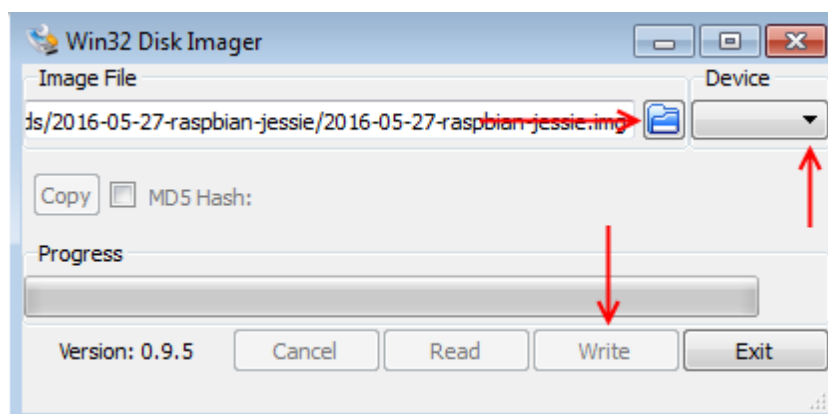 Win32 Disk Imager
Image File
Device
ds/2016-05-27-raspbian-jessie/2016-05-27-raspbian-jessie.img
Copy
MD5 Hash:
Progress
Version: 0.9.5
Cancel
Read
Write
Exit